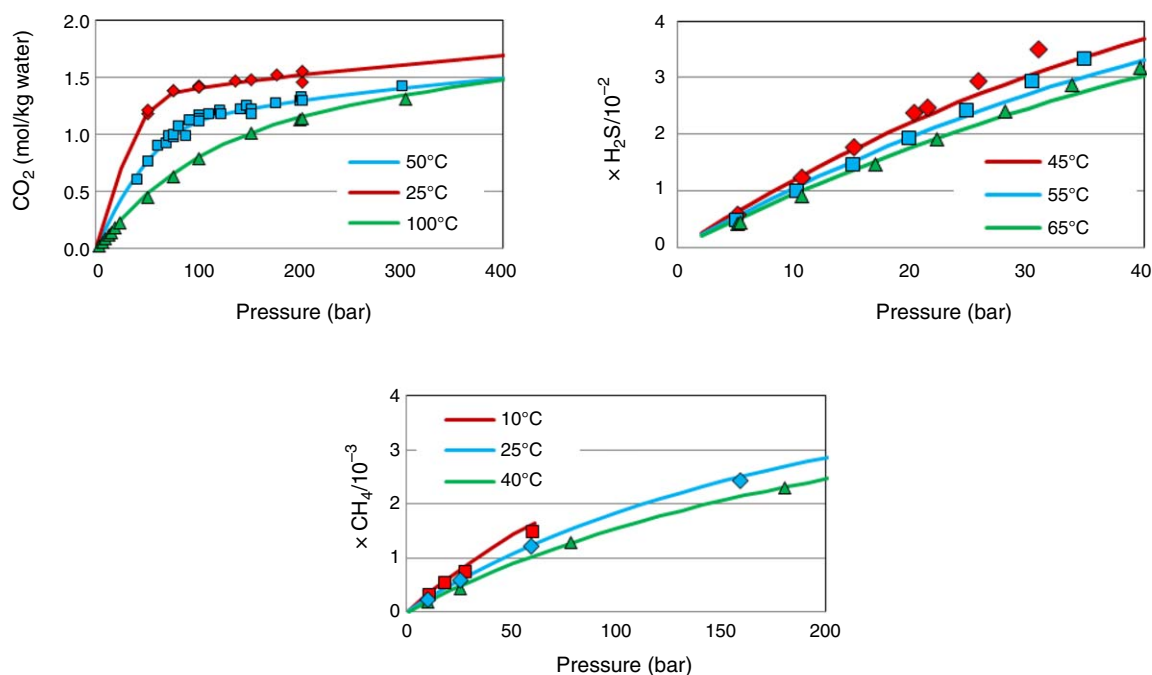 CO2 (mol/kg water)
2.0
1.5
1.0
0.5
0.0
50°C
25°C
100°C
0 100 200 300 400
Pressure (bar)
× H2S/10−2
4
3
2
1
0
45°C
55°C
65°C
0 10 20 30 40
Pressure (bar)
× CH4/10−3
4
3
2
1
0
10°C
25°C
40°C
0 50 100 150 200
Pressure (bar)